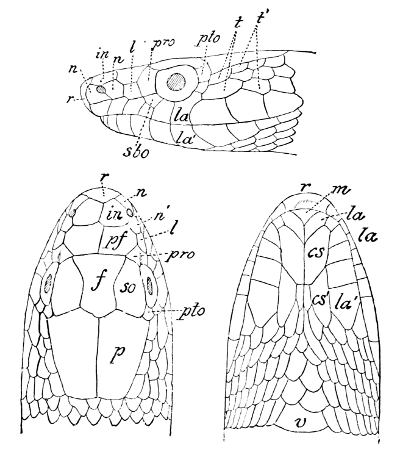 t t'
in n l pro pto
n
r
sbo la
la'
r n
in n'
pf l
pro
f so
pto
p
r m
la
la
cs
cs' la'
v